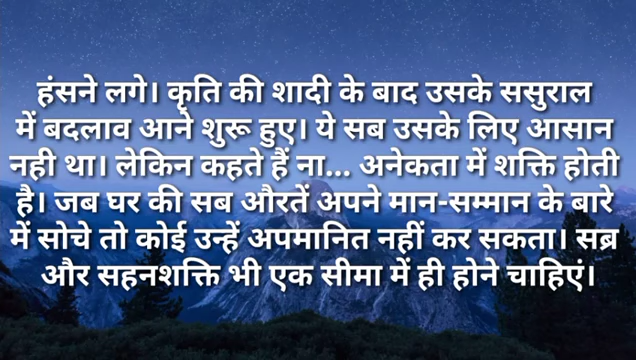 हंसने लगे। कृति की शादी के बाद उसके ससुराल
में बदलाव आने शुरू हुए। ये सब उसके लिए आसान
नही था। लेकिन कहते हैं ना... अनेकता में शक्ति होती
है। जब घर की सब औरतें अपने मान-सम्मान के बारे
में सोचे तो कोई उन्हें अपमानित नहीं कर सकता। सब्र
और सहनशक्ति भी एक सीमा में ही होने चाहिएं।